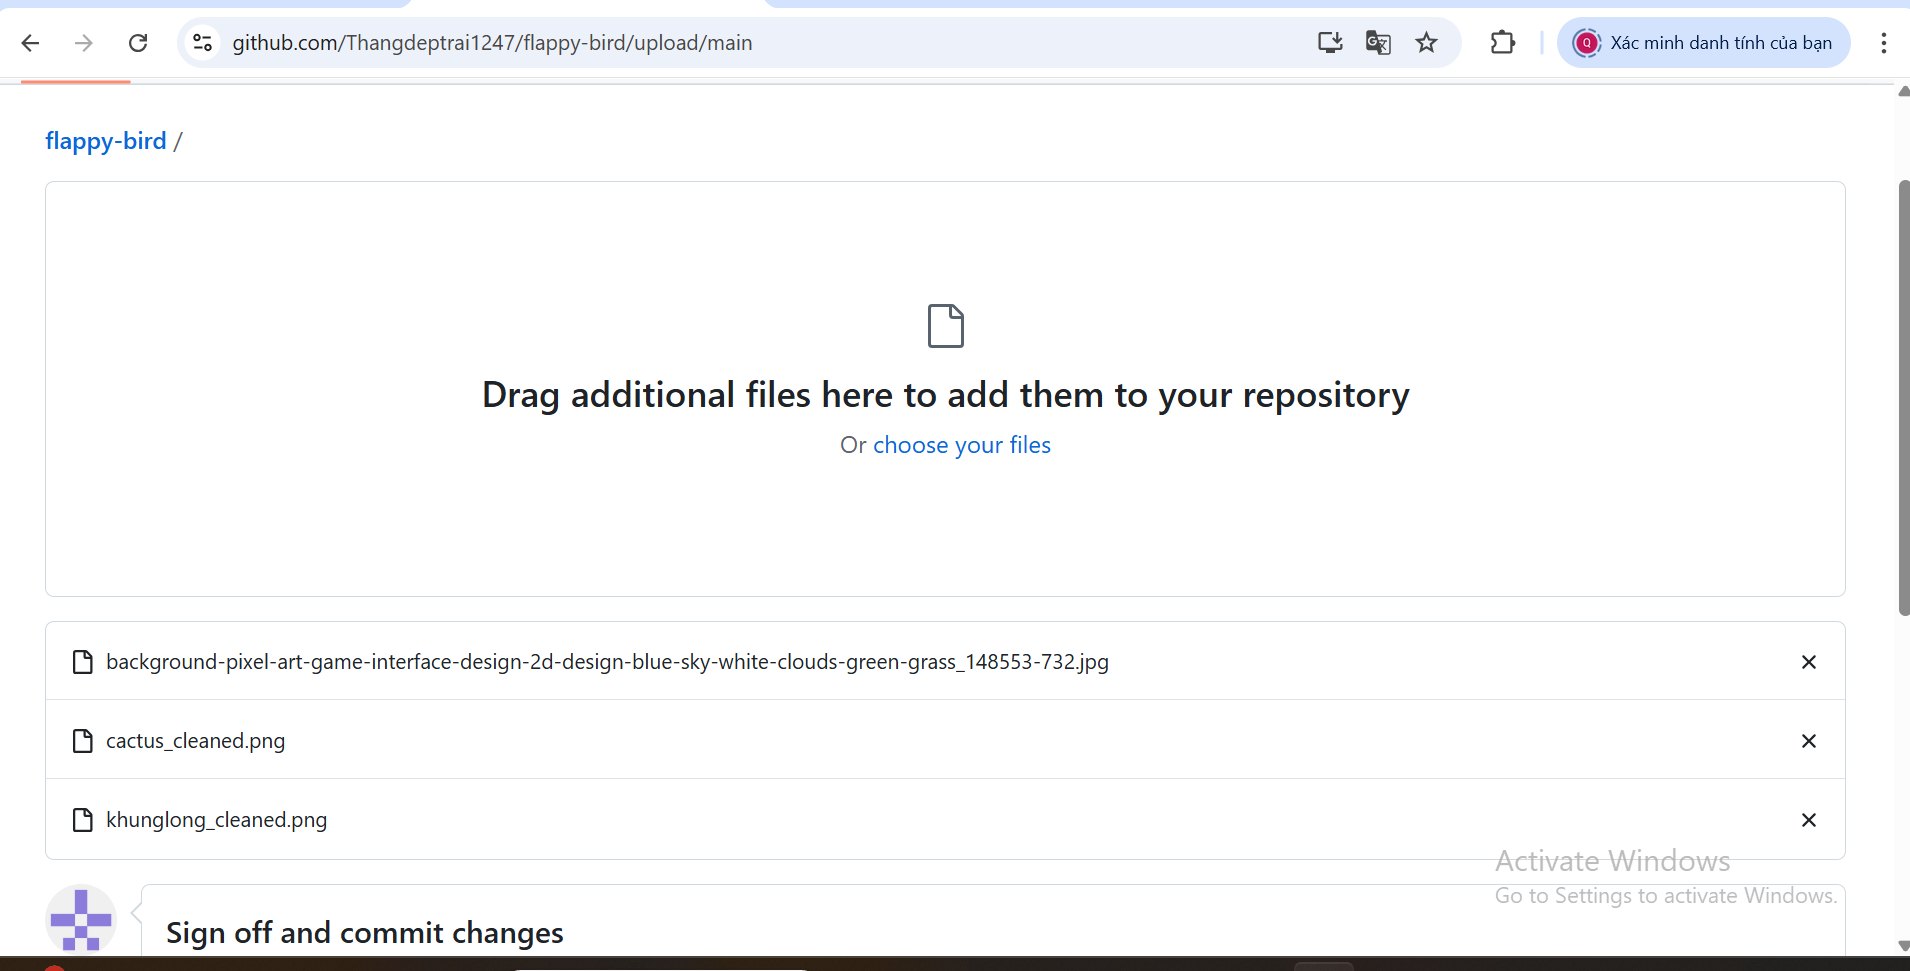 github.com/Thangdeptrai1247/flappy-bird/upload/main
Q
Xác minh danh tính của bạn
flappy-bird /
Drag additional files here to add them to your repository
Or choose your files
background-pixel-art-game-interface-design-2d-design-blue-sky-white-clouds-green-grass_148553-732.jpg
cactus_cleaned.png
khunglong_cleaned.png
Activate Windows
Go to Settings to activate Windows.
Sign off and commit changes